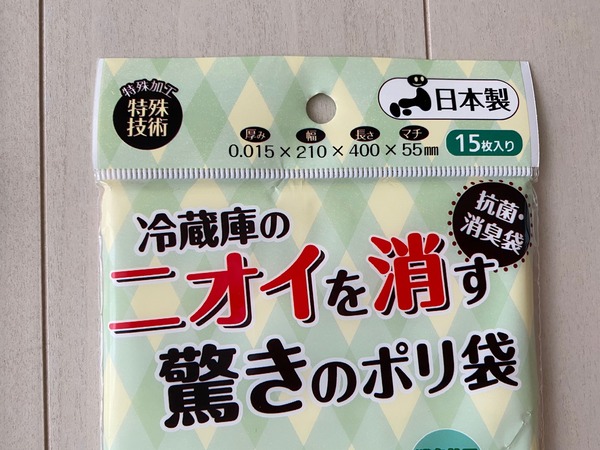 特殊加工
特殊
技術
日本製
厚み 幅 長さ マチ
0.015×210×400×55mm
15枚入り
抗菌・
消臭袋
冷蔵庫の
ニオイを消す
驚きのポリ袋